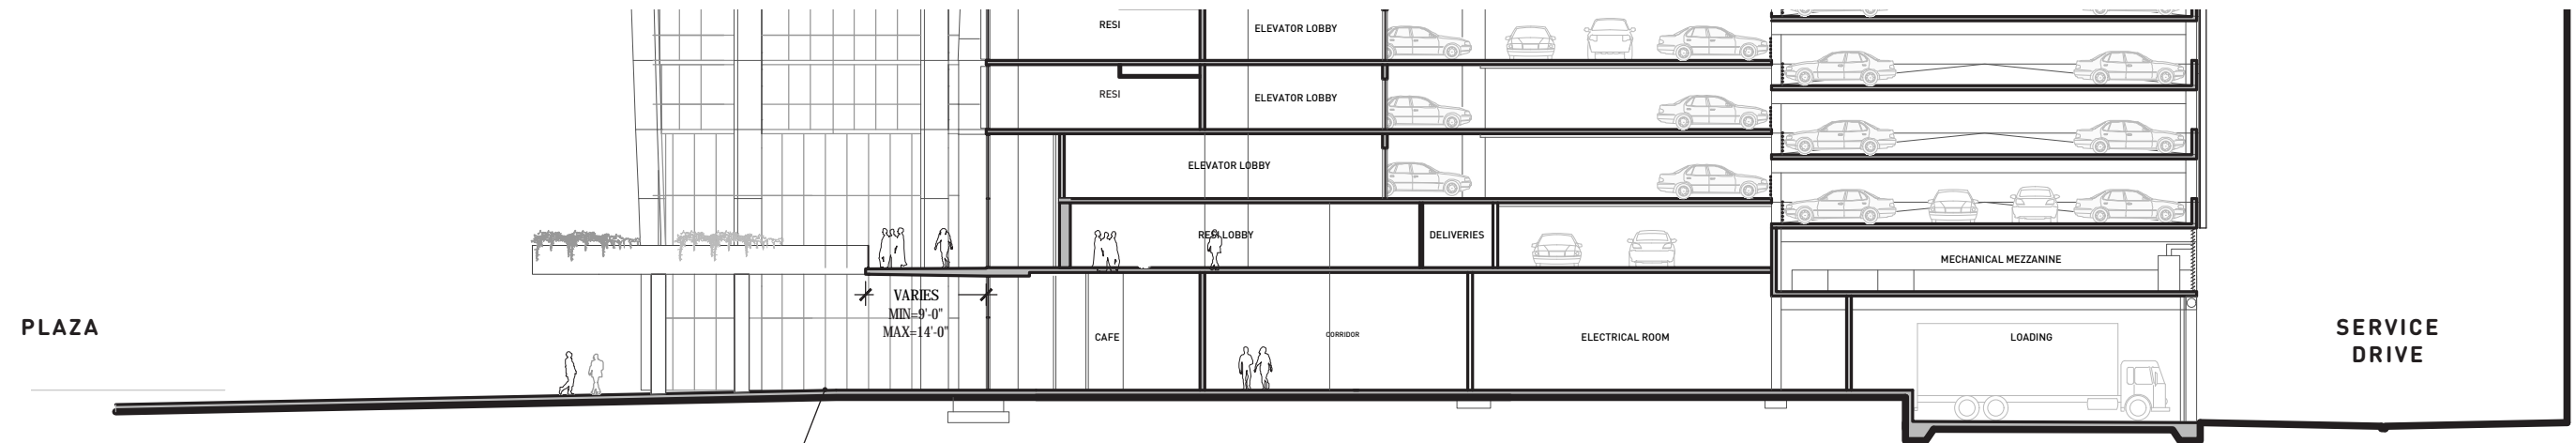 RESI
ELEVATOR LOBBY
RESI
ELEVATOR LOBBY
ELEVATOR LOBBY
RESI LOBBY
DELIVERIES
MECHANICAL MEZZANINE
VARIES
MIN=9'-0"
MAX=14'-0"
PLAZA
CAFE
CORRIDOR
ELECTRICAL ROOM
LOADING
SERVICE
DRIVE